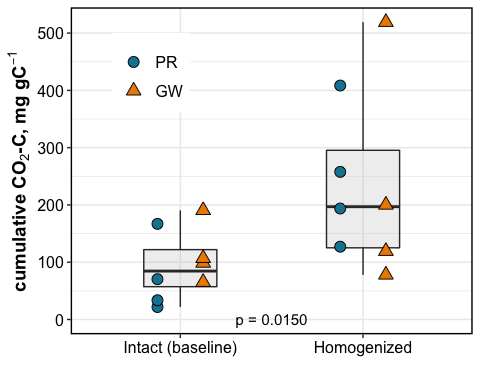 cumulative CO₂-C, mg gC⁻¹
500
400
300
200
100
0
PR
GW
p = 0.0150
Intact (baseline) Homogenized